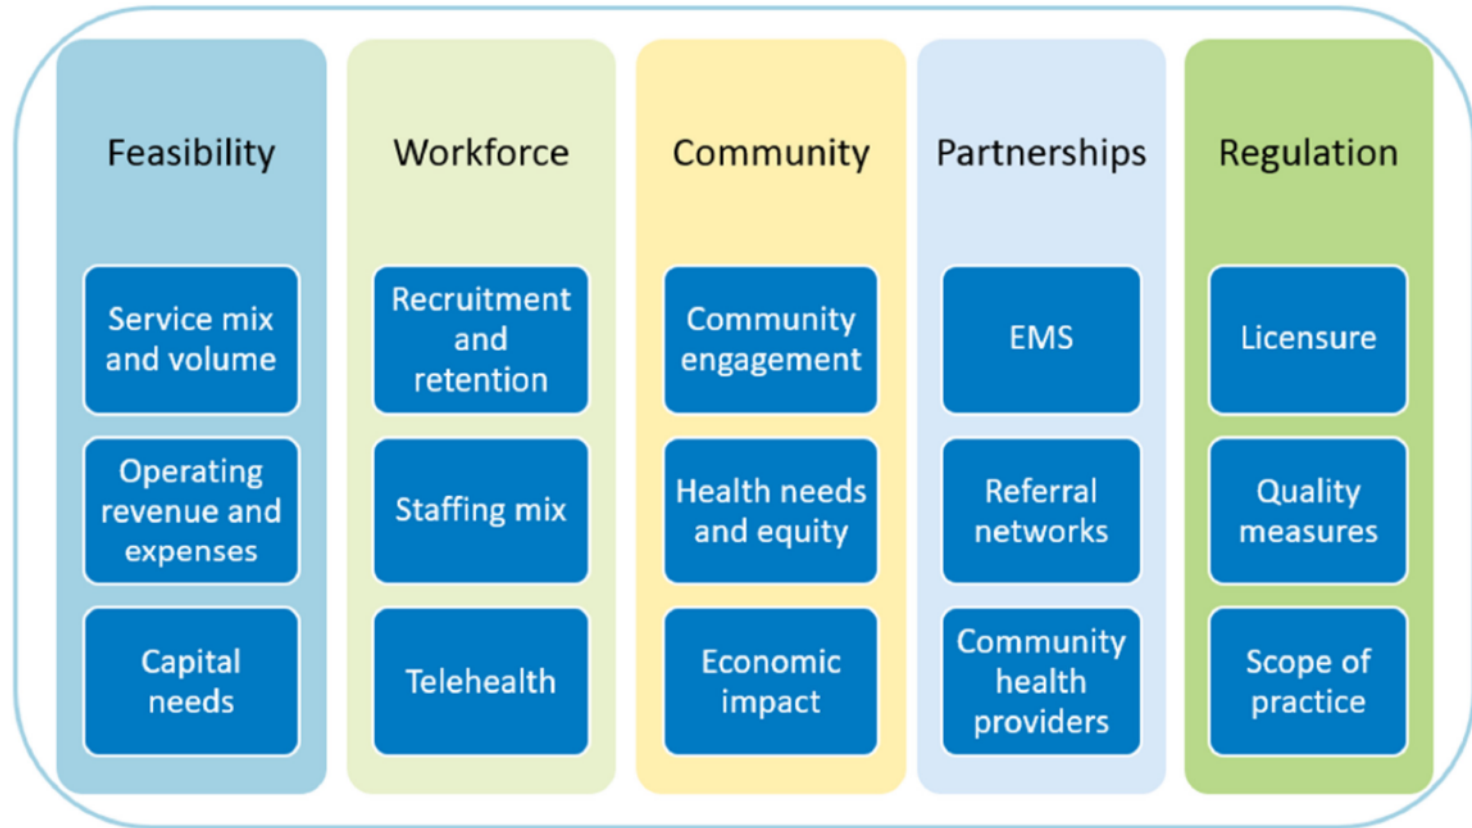 Feasibility
Service mix
and volume
Operating
revenue and
expenses
Capital
needs
Workforce
Recruitment
and
retention
Staffing mix
Telehealth
Community
Community
engagement
Health needs
and equity
Economic
impact
Partnerships
EMS
Referral
networks
Community
health
providers
Regulation
Licensure
Quality
measures
Scope of
practice